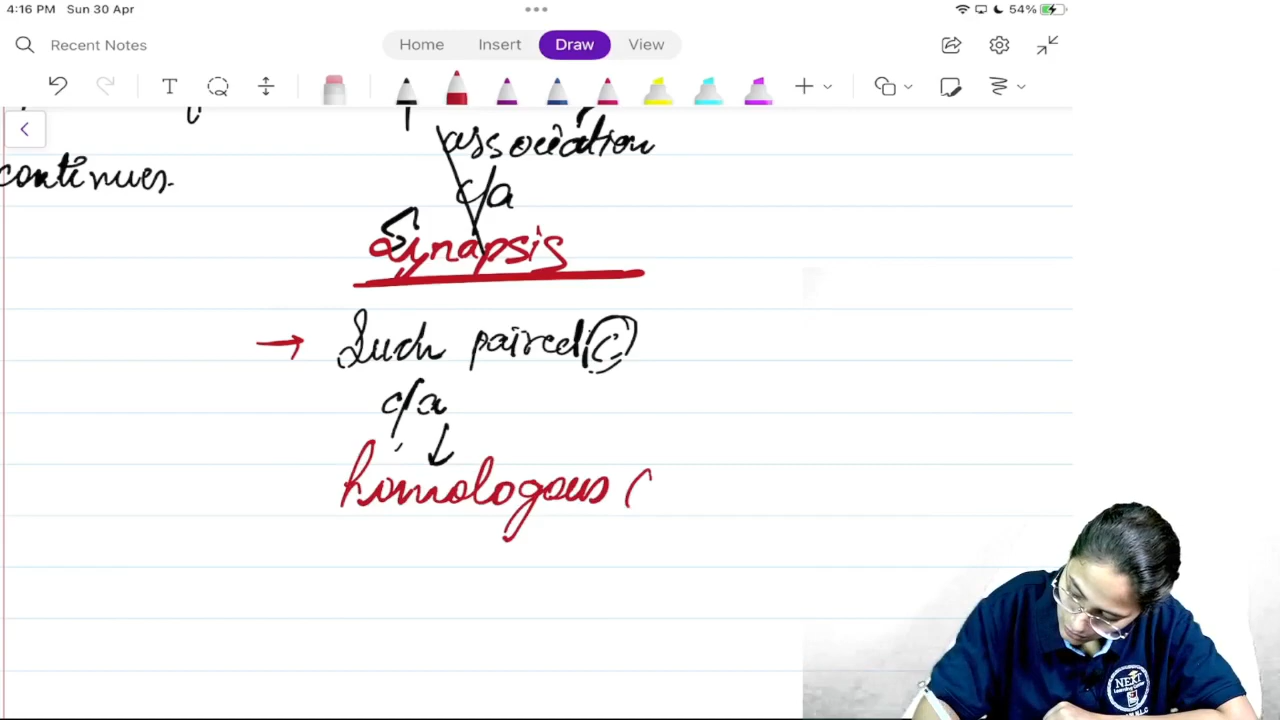 4:16 PM Sun 30 Apr
54%
Recent Notes
Home Insert Draw View
T
association
continues.
c/a
Synapsis
→ Such paired C
c/a
↓
homologous (
NEXT